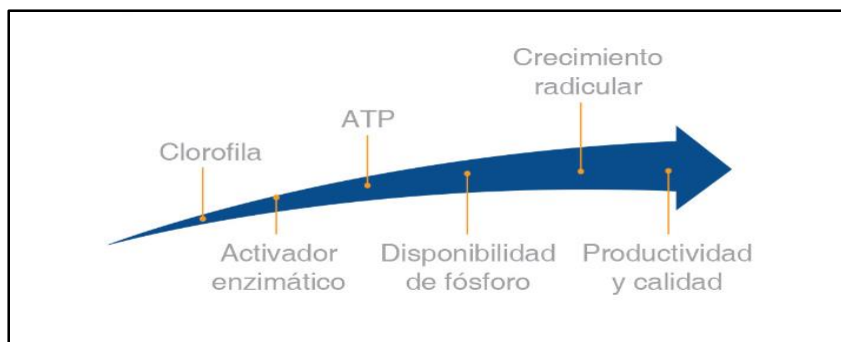 Crecimiento
radicular
ATP
Clorofila
Activador
enzimático
Disponibilidad
de fósforo
Productividad
y calidad